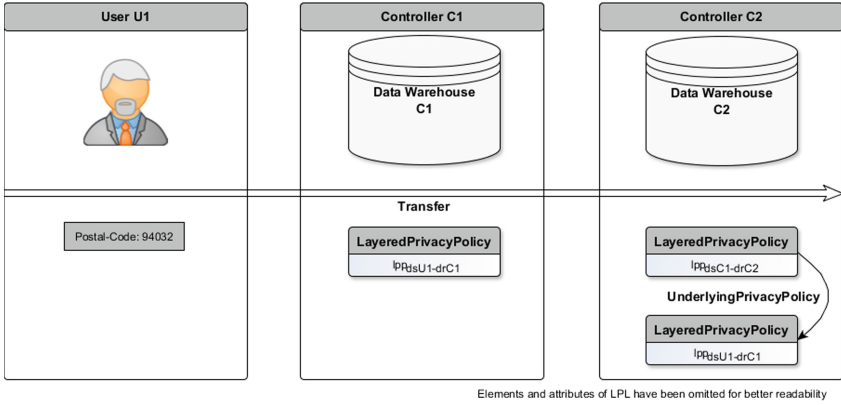 User U1
Controller C1
Controller C2
Data Warehouse
C1
Data Warehouse
C2
Transfer
Postal-Code: 94032
LayeredPrivacyPolicy
lppdsU1-drC1
LayeredPrivacyPolicy
lppdsC1-drC2
UnderlyingPrivacyPolicy
LayeredPrivacyPolicy
lppdsU1-drC1
Elements and attributes of LPL have been omitted for better readability